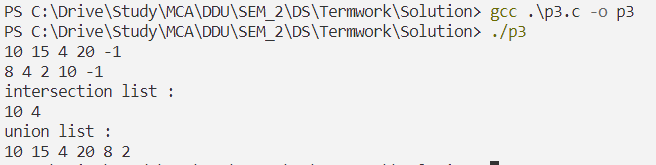 PS C:\Drive\Study\MCA\DDU\SEM_2\DS\Termwork\Solution> gcc .\p3.c -o p3
PS C:\Drive\Study\MCA\DDU\SEM_2\DS\Termwork\Solution> ./p3
10 15 4 20 -1
8 4 2 10 -1
intersection list :
10 4
union list :
10 15 4 20 8 2